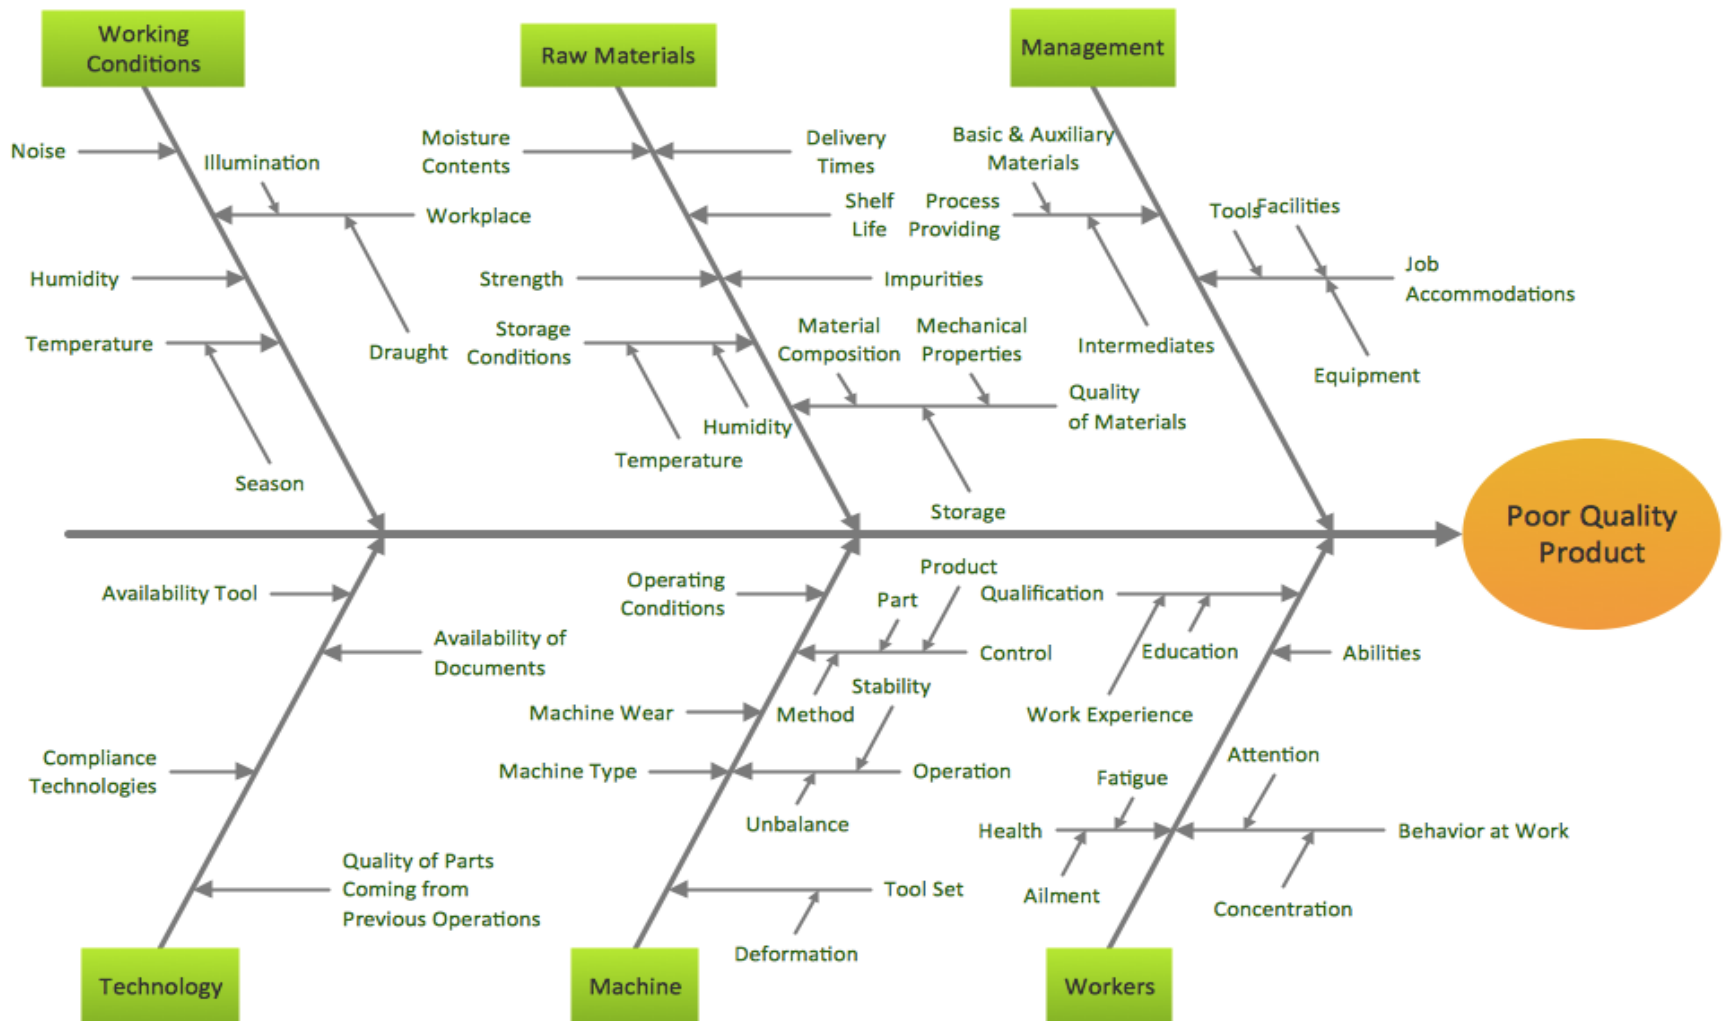 Working
Conditions
Raw Materials
Management
Noise
Illumination
Workplace
Humidity
Temperature
Draught
Season
Moisture
Contents
Delivery
Times
Shelf
Life
Strength
Impurities
Storage
Conditions
Humidity
Temperature
Material
Composition
Mechanical
Properties
Quality
of Materials
Storage
Basic & Auxiliary
Materials
Process
Providing
Intermediates
Tools
Facilities
Job
Accommodations
Equipment
Poor Quality
Product
Availability Tool
Availability of
Documents
Compliance
Technologies
Quality of Parts
Coming from
Previous Operations
Technology
Operating
Conditions
Product
Part
Control
Method
Stability
Machine Wear
Machine Type
Operation
Unbalance
Tool Set
Deformation
Machine
Qualification
Education
Work Experience
Abilities
Attention
Fatigue
Health
Behavior at Work
Ailment
Concentration
Workers